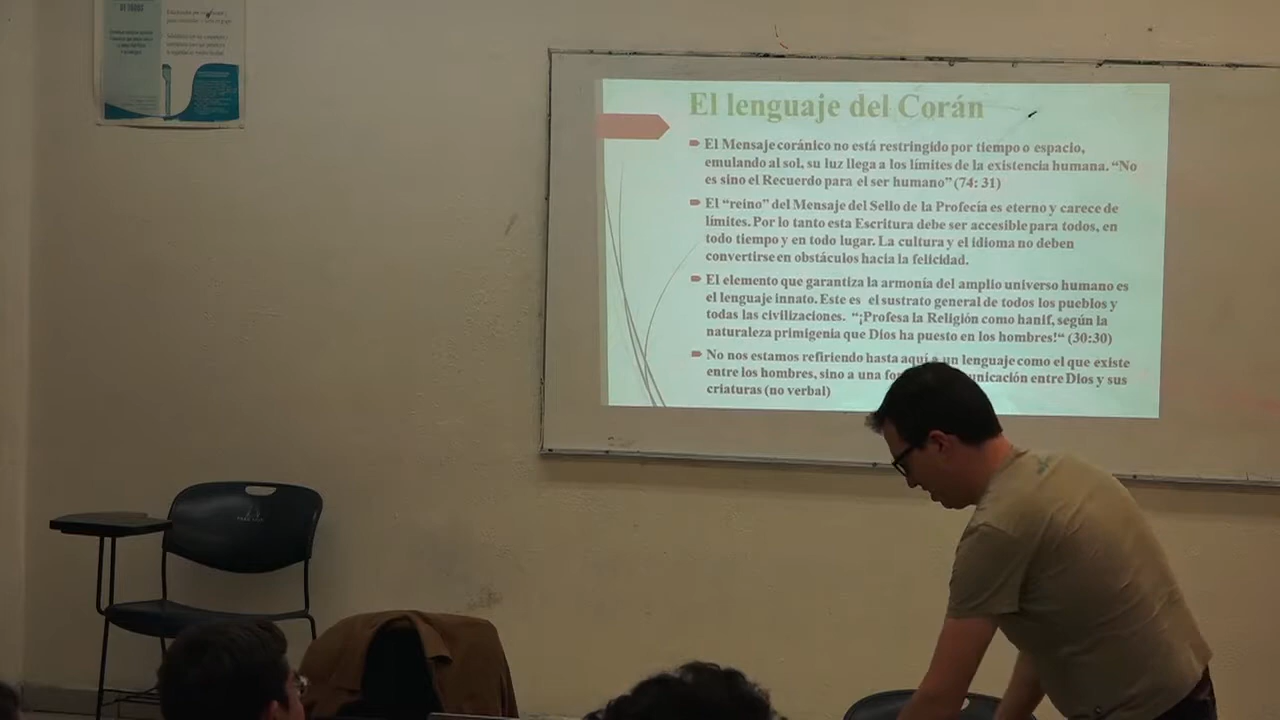 El lenguaje del Corán
El Mensaje coránico no está restringido por tiempo o espacio,
emulando al sol, su luz llega a los límites de la existencia humana. “No
es sino el Recuerdo para el ser humano” (74: 31)
El “reino” del Mensaje del Sello de la Profecía es eterno y carece de
límites. Por lo tanto esta Escritura debe ser accesible para todos, en
todo tiempo y en todo lugar. La cultura y el idioma no deben
convertirse en obstáculos hacia la felicidad.
El elemento que garantiza la armonía del amplio universo humano es
el lenguaje innato. Este es el sustrato general de todos los pueblos y
todas las civilizaciones. “¡Profesa la Religión como hanif, según la
naturaleza primigenia que Dios ha puesto en los hombres!“ (30:30)
No nos estamos refiriendo hasta aquí a un lenguaje como el que existe
entre los hombres, sino a una entre Dios y sus
criaturas (no verbal)